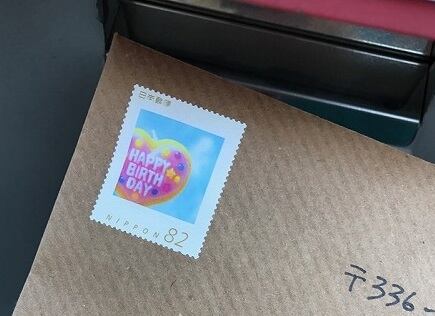 日本郵便
HAPPY
BIRTH
DAY
NIPPON 82
〒336-